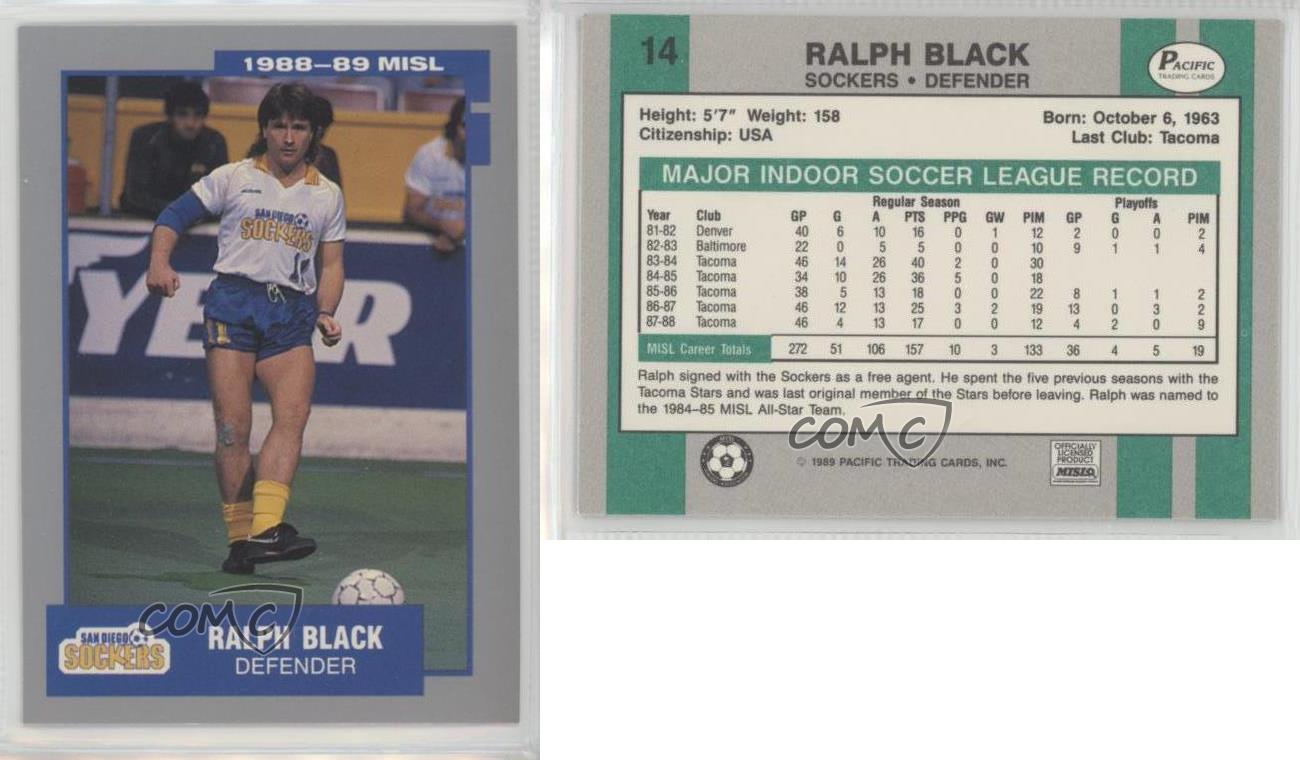 1988–89 MISL
YEAR
SAN DIEGO
SOCKERS
1
SAN DIEGO
SOCKERS
RALPH BLACK
DEFENDER
COMC
14
RALPH BLACK
SOCKERS • DEFENDER
PACIFIC
TRADING CARDS
Height: 5'7" Weight: 158
Born: October 6, 1963
Citizenship: USA
Last Club: Tacoma
MAJOR INDOOR SOCCER LEAGUE RECORD
Regular Season Playoffs
Year Club GP G A PTS PPG GW PIM GP G A PIM
81-82 Denver 40 6 10 16 0 1 12 2 0 0 2
82-83 Baltimore 22 0 5 5 0 0 10 9 1 1 4
83-84 Tacoma 46 14 26 40 2 0 30
84-85 Tacoma 34 10 26 36 5 0 18
85-86 Tacoma 38 5 13 18 0 0 22 8 1 1 2
86-87 Tacoma 46 12 13 25 3 2 19 13 0 3 2
87-88 Tacoma 46 4 13 17 0 0 12 4 2 0 9
MISL Career Totals 272 51 106 157 10 3 133 36 4 5 19
Ralph signed with the Sockers as a free agent. He spent the five previous seasons with the
Tacoma Stars and was last original member of the Stars before leaving. Ralph was named to
the 1984–85 MISL All-Star Team.
COMC
© 1989 PACIFIC TRADING CARDS, INC.
OFFICIALLY
LICENSED
PRODUCT
MISL